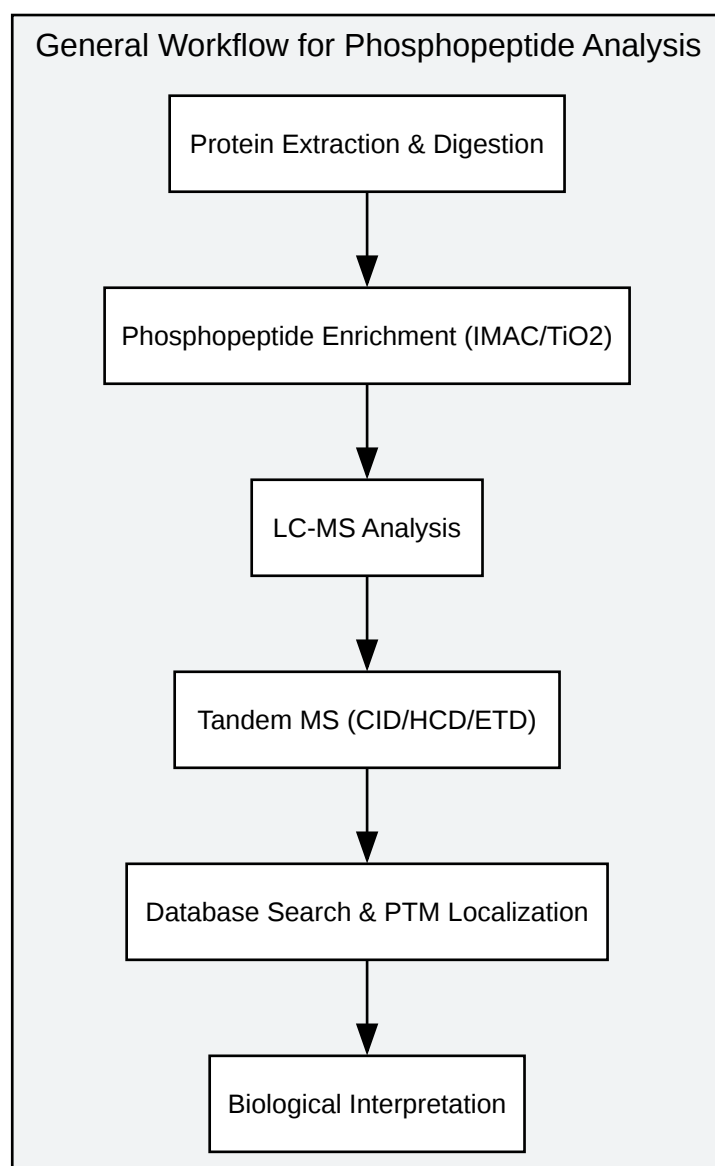 General Workflow for Phosphopeptide Analysis
Protein Extraction & Digestion
Phosphopeptide Enrichment (IMAC/TiO2)
LC-MS Analysis
Tandem MS (CID/HCD/ETD)
Database Search & PTM Localization
Biological Interpretation